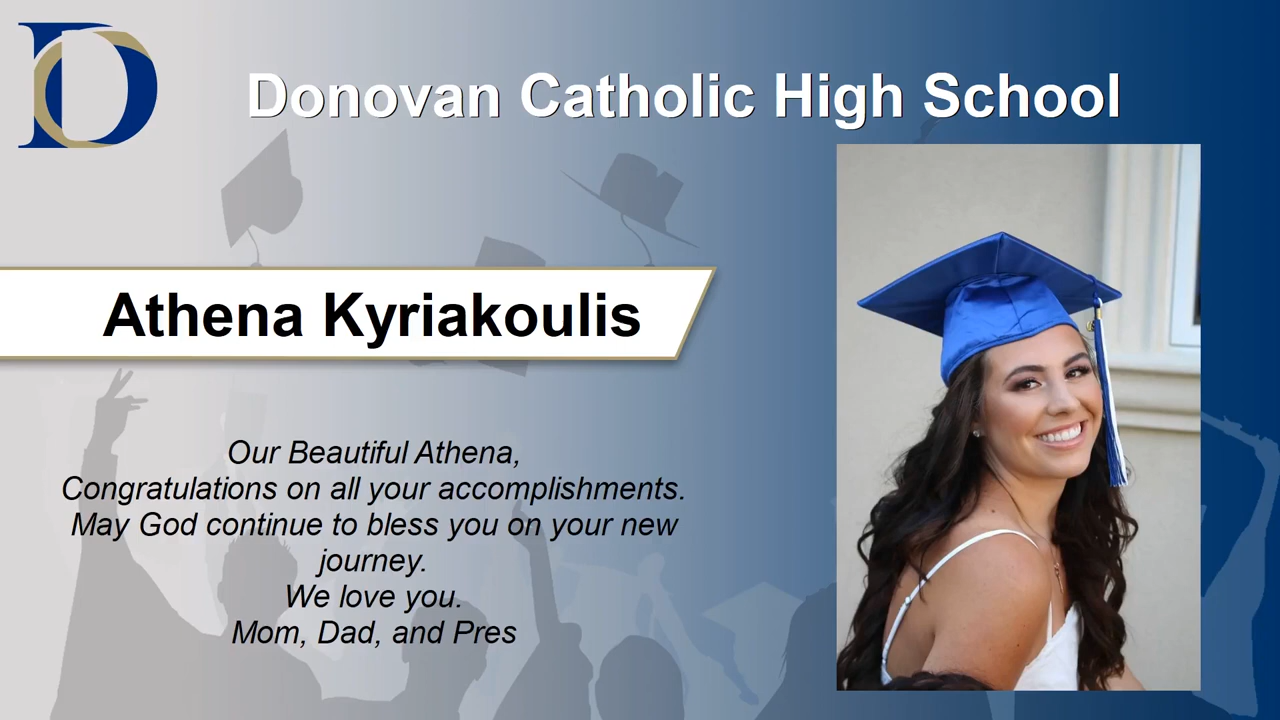 Donovan Catholic High School
Athena Kyriakoulis
Our Beautiful Athena,
Congratulations on all your accomplishments.
May God continue to bless you on your new
journey.
We love you.
Mom, Dad, and Pres